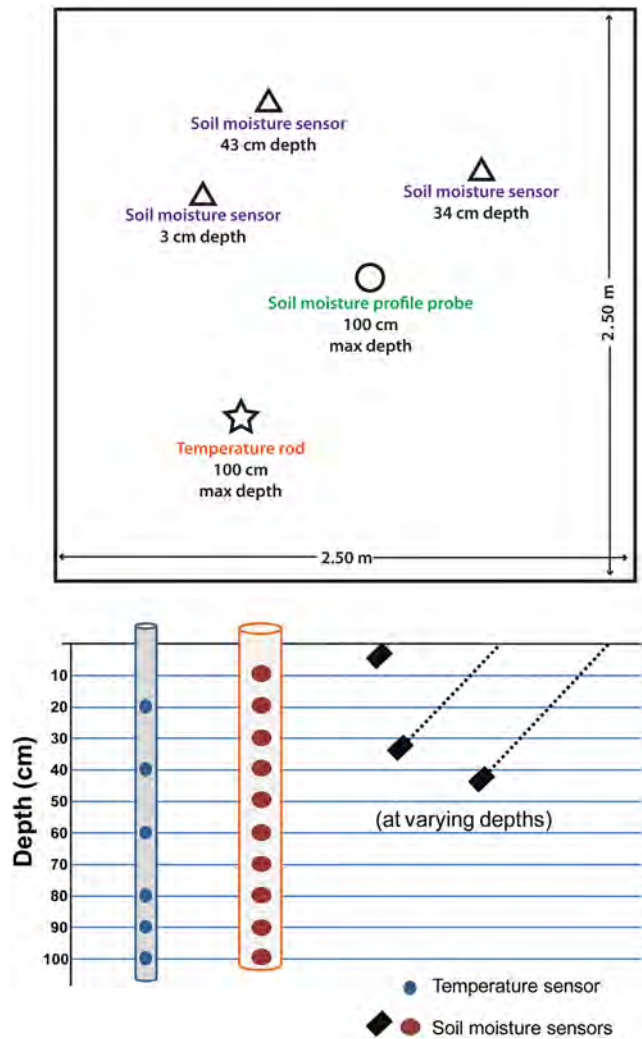 Soil moisture sensor
43 cm depth
Soil moisture sensor
34 cm depth
Soil moisture sensor
3 cm depth
Soil moisture profile probe
100 cm
max depth
2.50 m
Temperature rod
100 cm
max depth
2.50 m
Depth (cm)
10
20
30
40
50
60
70
80
90
100
(at varying depths)
Temperature sensor
Soil moisture sensors